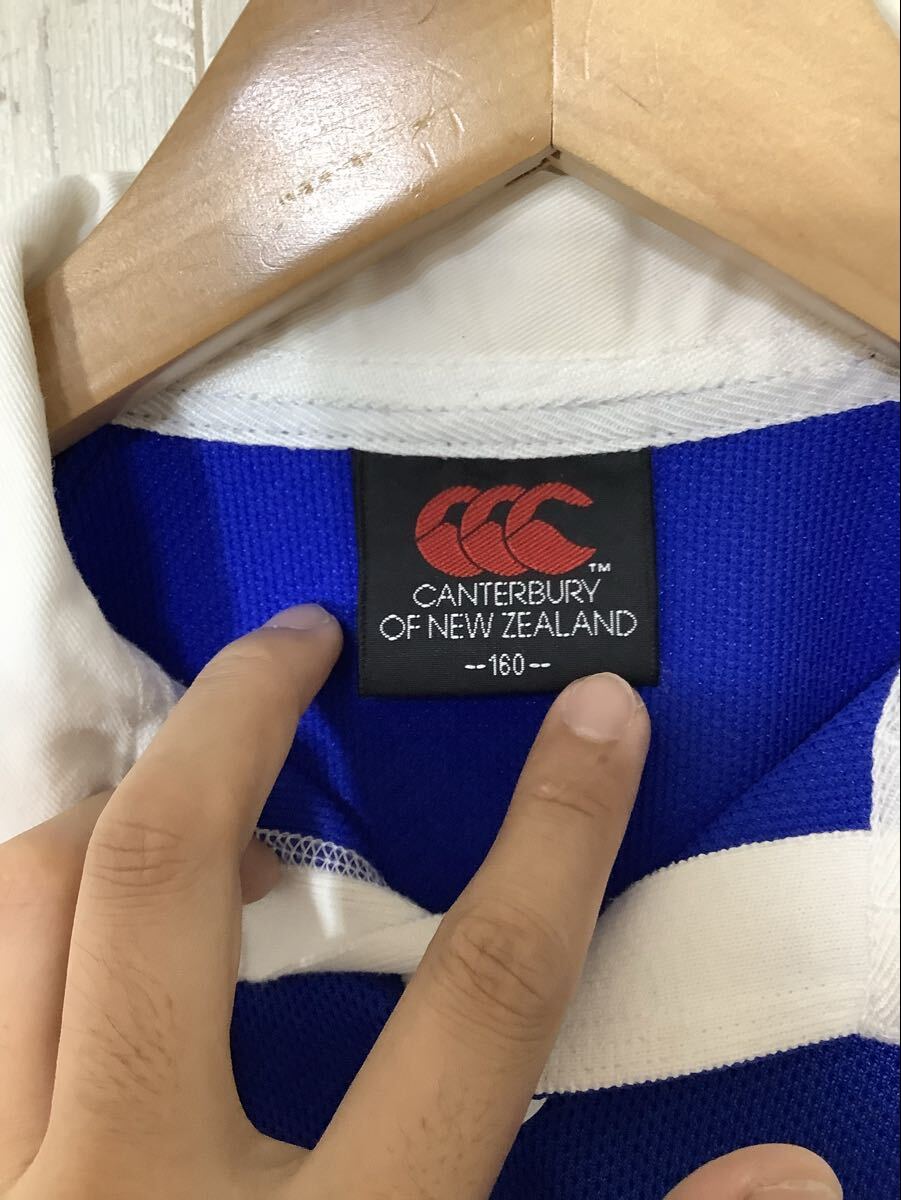 TM
CANTERBURY
OF NEW ZEALAND
--160--